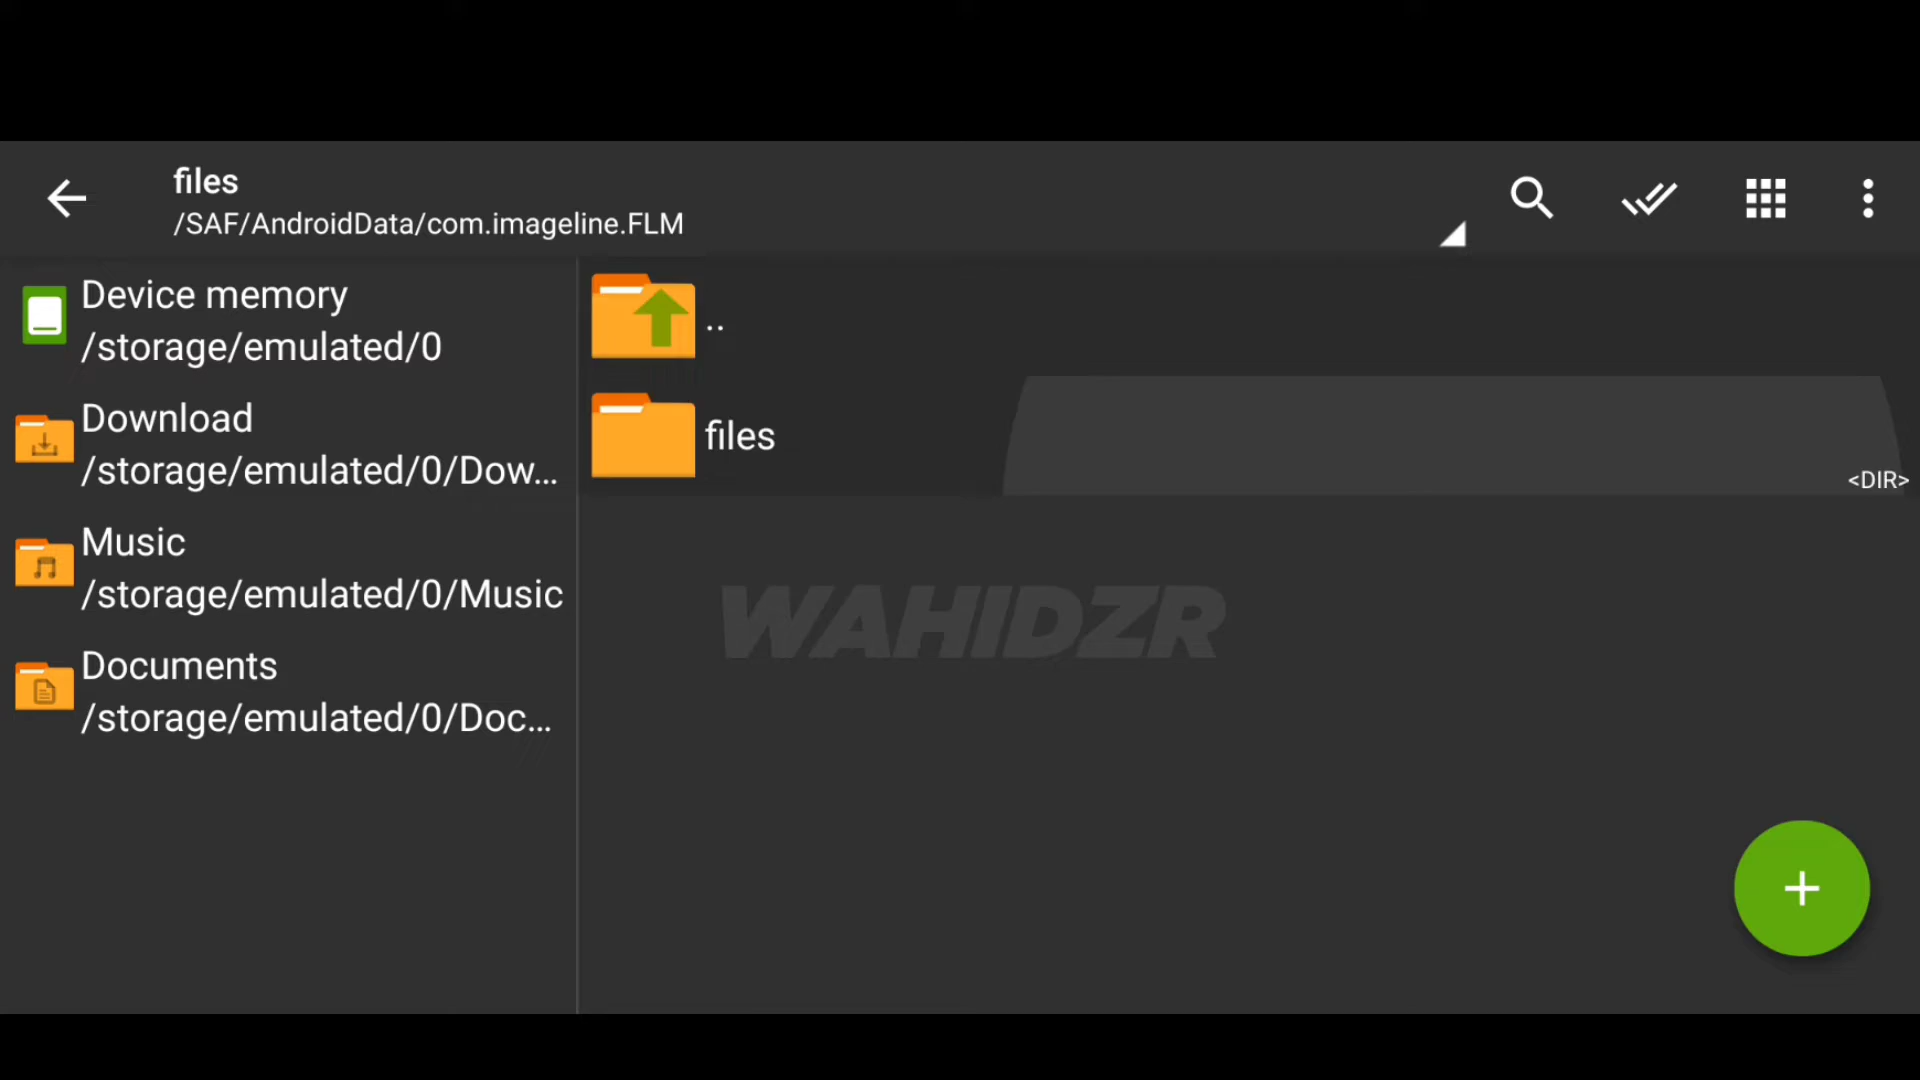 files
/SAF/AndroidData/com.imageline.FLM
Device memory
/storage/emulated/0
Download
/storage/emulated/0/Dow...
Music
/storage/emulated/0/Music
Documents
/storage/emulated/0/Doc...
..
files
<DIR>
WAHIDZR